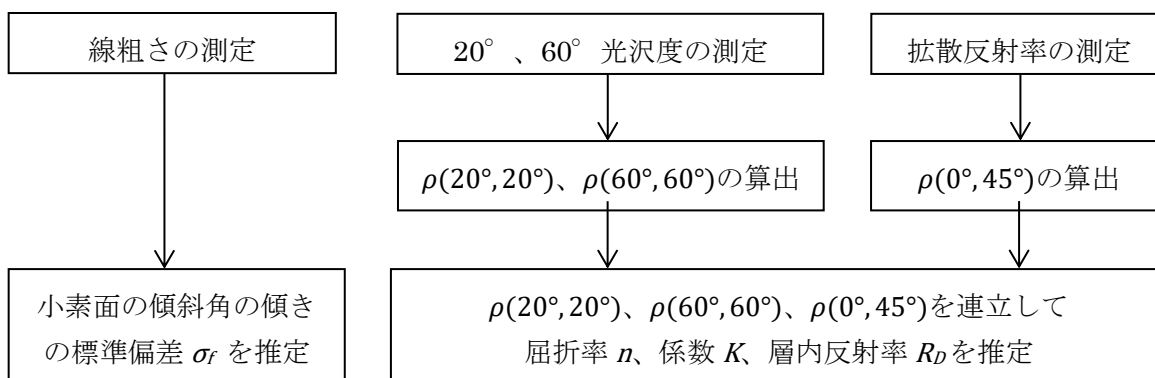 線粗さの測定
20° 、60° 光沢度の測定
拡散反射率の測定
ρ(20°, 20°)、ρ(60°, 60°)の算出
ρ(0°, 45°)の算出
小素面の傾斜角の傾き
の標準偏差 σf を推定
ρ(20°, 20°)、ρ(60°, 60°)、ρ(0°, 45°)を連立して
屈折率 n、係数 K、層内反射率 RDを推定